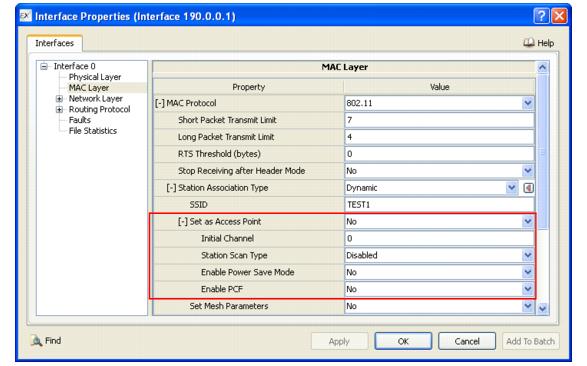 Interface Properties (Interface 190.0.0.1)
Interfaces
Help
Interface 0
Physical Layer
MAC Layer
Network Layer
Routing Protocol
Faults
File Statistics
MAC Layer
Property Value
[-] MAC Protocol 802.11
Short Packet Transmit Limit 7
Long Packet Transmit Limit 4
RTS Threshold (bytes) 0
Stop Receiving after Header Mode No
[-] Station Association Type Dynamic
SSID TEST1
[-] Set as Access Point No
Initial Channel 0
Station Scan Type Disabled
Enable Power Save Mode No
Enable PCF No
Set Mesh Parameters No
Find
Apply OK Cancel Add To Batch